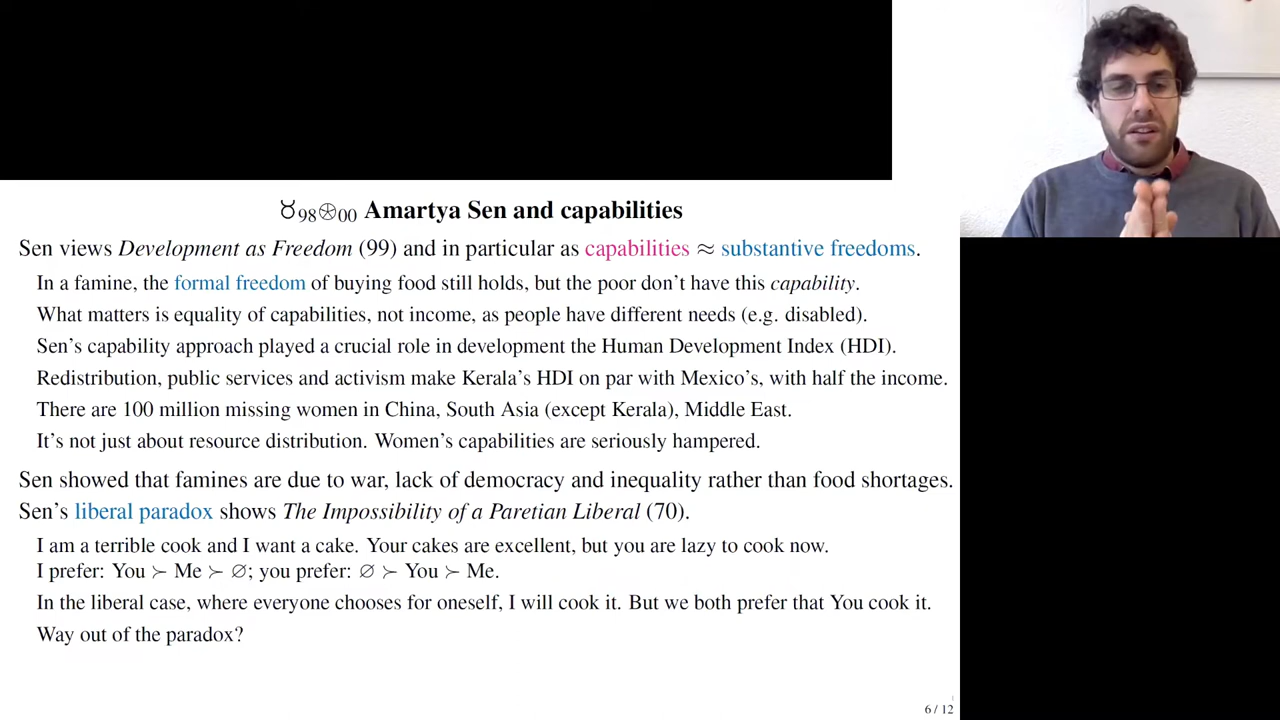 ♉98⊛00 Amartya Sen and capabilities
Sen views Development as Freedom (99) and in particular as capabilities ≈ substantive freedoms.
In a famine, the formal freedom of buying food still holds, but the poor don't have this capability.
What matters is equality of capabilities, not income, as people have different needs (e.g. disabled).
Sen's capability approach played a crucial role in development the Human Development Index (HDI).
Redistribution, public services and activism make Kerala's HDI on par with Mexico's, with half the income.
There are 100 million missing women in China, South Asia (except Kerala), Middle East.
It's not just about resource distribution. Women's capabilities are seriously hampered.
Sen showed that famines are due to war, lack of democracy and inequality rather than food shortages.
Sen's liberal paradox shows The Impossibility of a Paretian Liberal (70).
I am a terrible cook and I want a cake. Your cakes are excellent, but you are lazy to cook now.
I prefer: You ≻ Me ≻ ∅; you prefer: ∅ ≻ You ≻ Me.
In the liberal case, where everyone chooses for oneself, I will cook it. But we both prefer that You cook it.
Way out of the paradox?
6 / 12